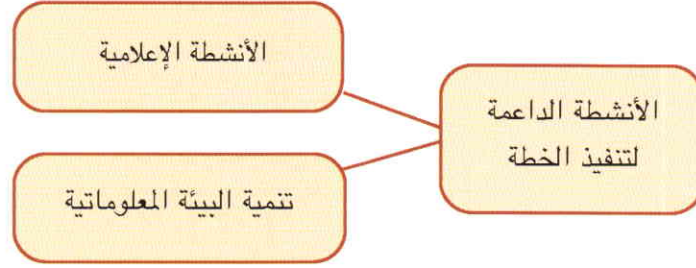 الأنشطة الإعلامية
الأنشطة الداعمة
لتنفيذ الخطة
تنمية البيئة المعلوماتية